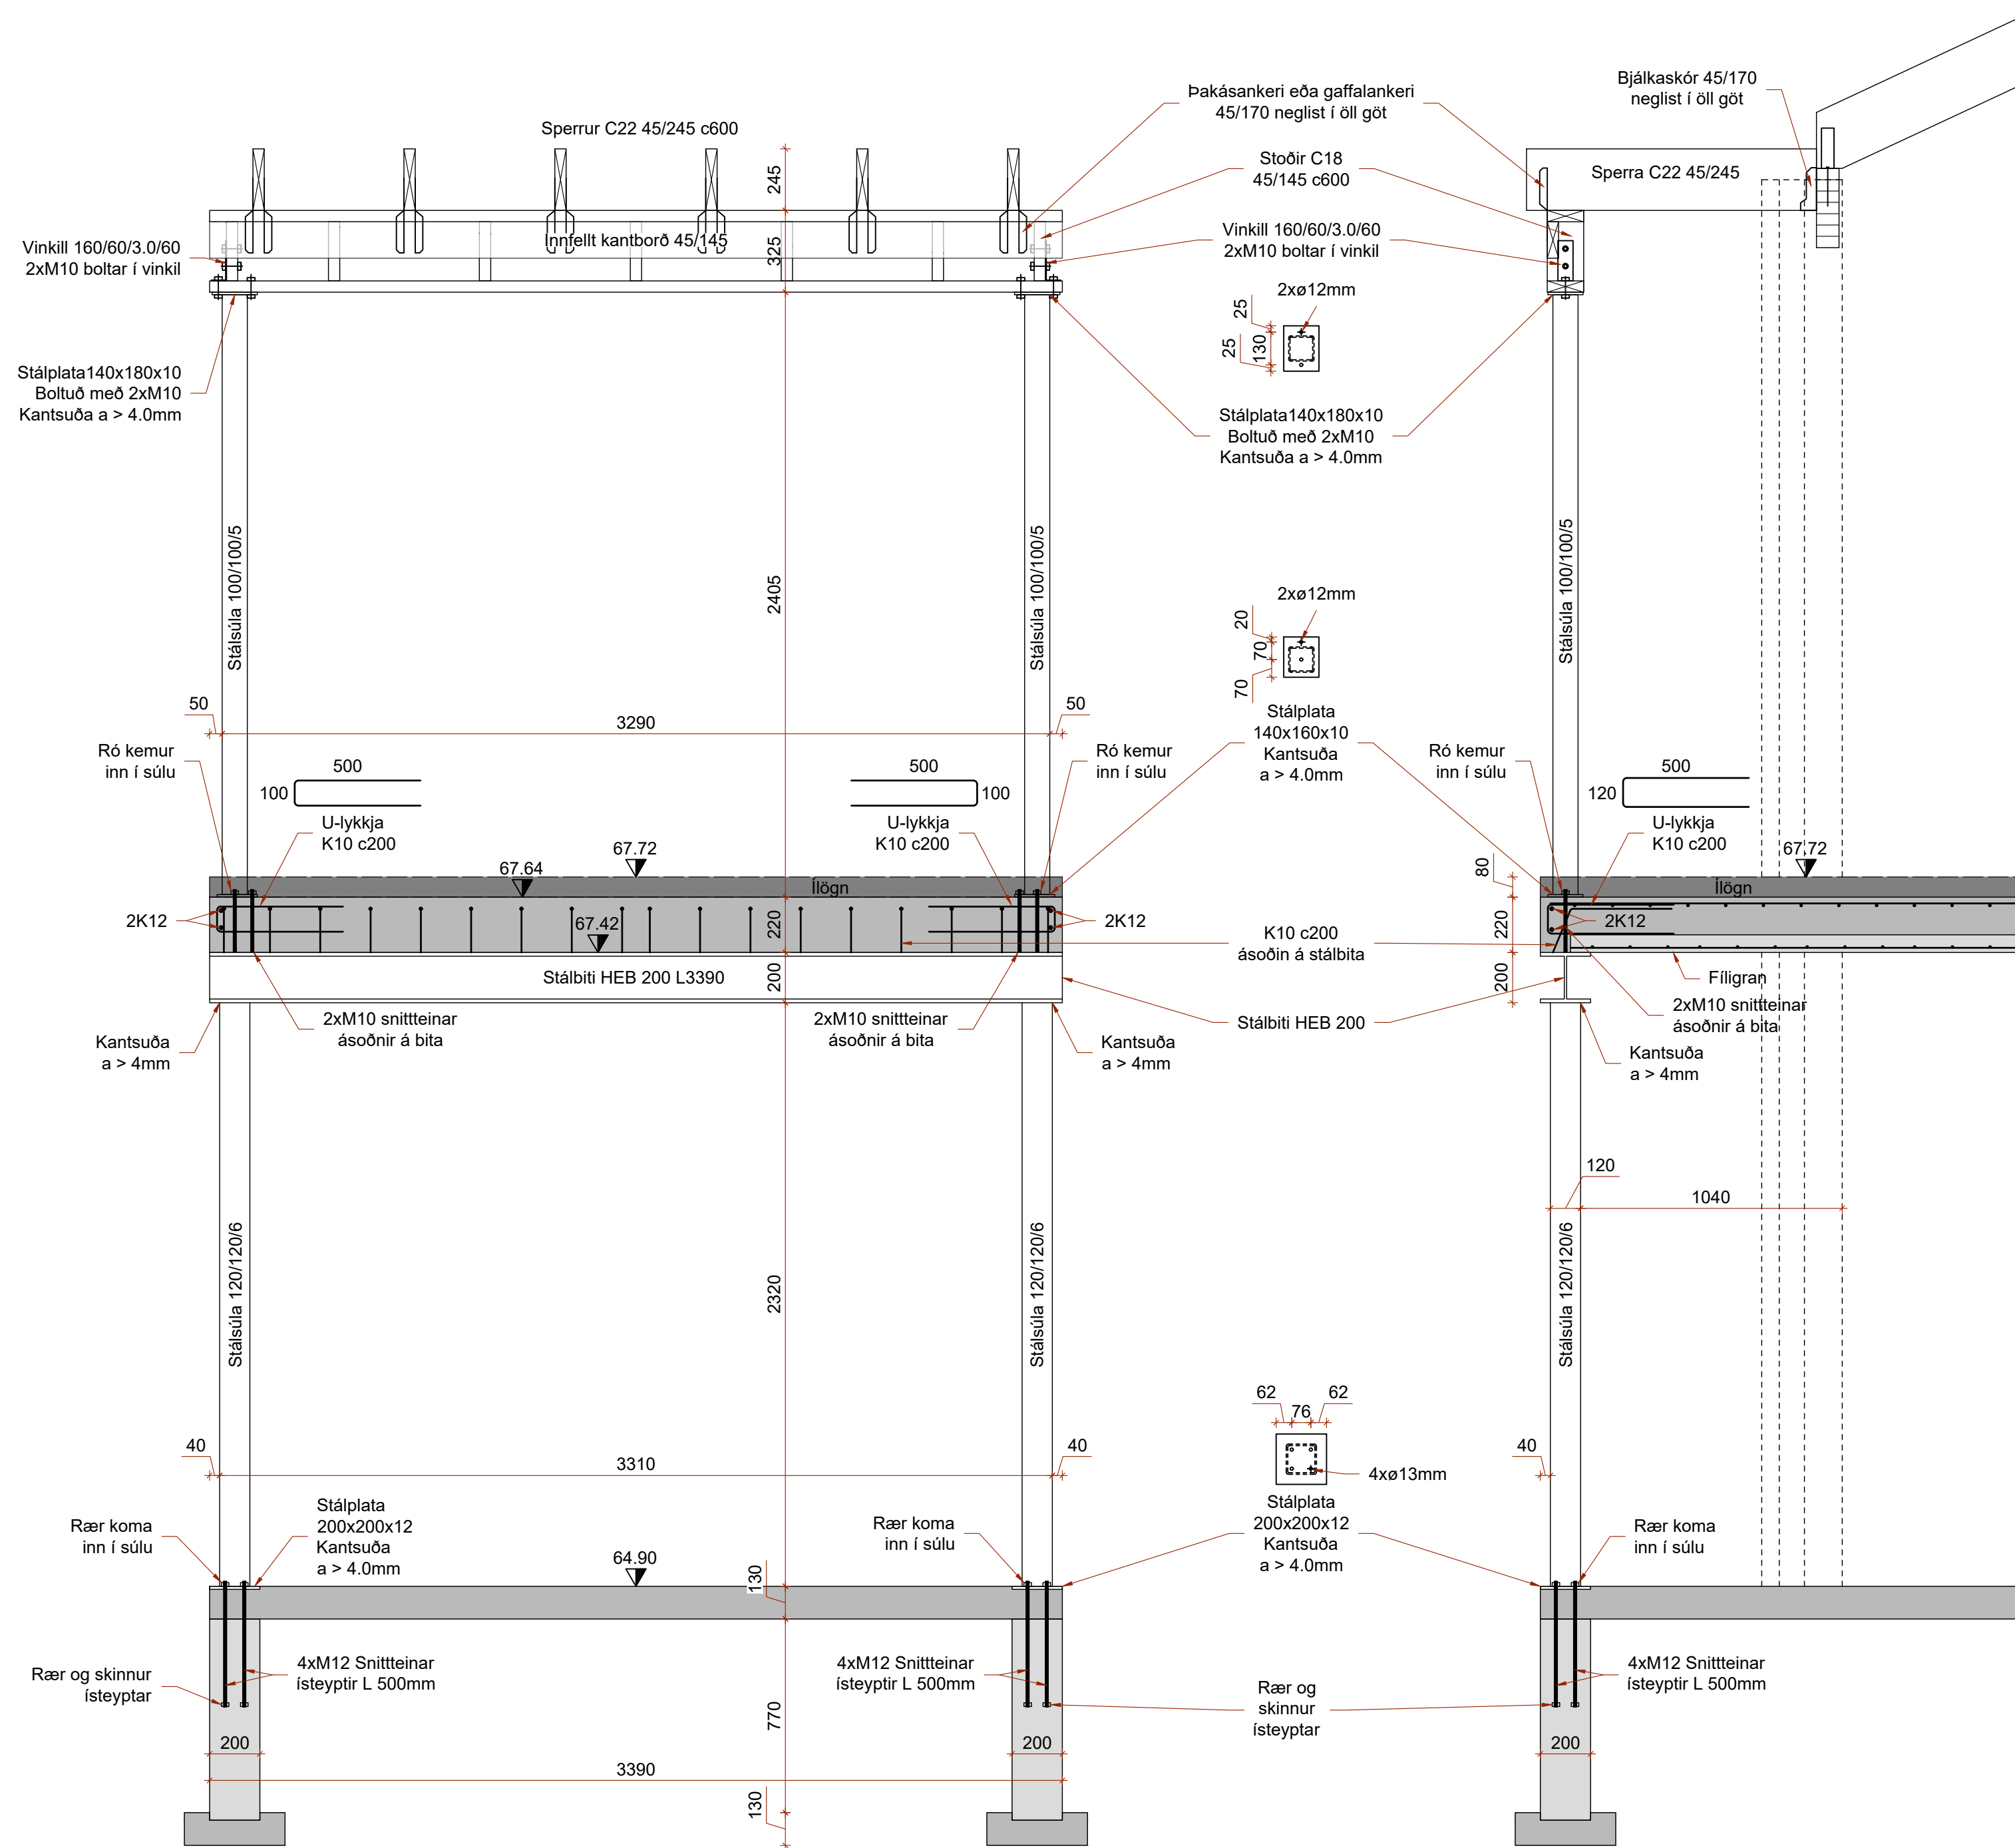 Þakásankeri eða gaffalankeri
45/170 neglist í öll göt
Bjálkaskór 45/170
neglist í öll göt
Sperrur C22 45/245 c600
Stoðir C18
45/145 c600
Sperra C22 45/245
245
325
Innfellt kantborð 45/145
Vinkill 160/60/3.0/60
2xM10 boltar í vinkil
Vinkill 160/60/3.0/60
2xM10 boltar í vinkil
2xø12mm
25
130
25
Stálplata140x180x10
Boltuð með 2xM10
Kantsuða a > 4.0mm
Stálplata140x180x10
Boltuð með 2xM10
Kantsuða a > 4.0mm
Stálsúla 100/100/5
2405
Stálsúla 100/100/5
Stálsúla 100/100/5
2xø12mm
20
70
70
Stálplata
140x160x10
Kantsuða
a > 4.0mm
50
3290
50
Ró kemur
inn í súlu
500
100
U-lykkja
K10 c200
500
100
U-lykkja
K10 c200
Ró kemur
inn í súlu
Ró kemur
inn í súlu
500
120
U-lykkja
K10 c200
67.64
67.72
67.72
80
Ílögn
Ílögn
2K12
67.42
220
2K12
K10 c200
ásoðin á stálbita
220
2K12
Stálbiti HEB 200 L3390
200
200
Fíligran
2xM10 snittteinar
ásoðnir á bita
2xM10 snittteinar
ásoðnir á bita
Stálbiti HEB 200
2xM10 snittteinar
ásoðnir á bita
Kantsuða
a > 4mm
Kantsuða
a > 4mm
Kantsuða
a > 4mm
120
1040
Stálsúla 120/120/6
2320
Stálsúla 120/120/6
Stálsúla 120/120/6
62
76
62
4xø13mm
Stálplata
200x200x12
Kantsuða
a > 4.0mm
40
3310
40
40
Rær koma
inn í súlu
Stálplata
200x200x12
Kantsuða
a > 4.0mm
64.90
130
Rær koma
inn í súlu
Rær koma
inn í súlu
Rær og skinnur
ísteyptar
4xM12 Snittteinar
ísteyptir L 500mm
4xM12 Snittteinar
ísteyptir L 500mm
Rær og
skinnur
ísteyptar
4xM12 Snittteinar
ísteyptir L 500mm
770
200
200
200
3390
130